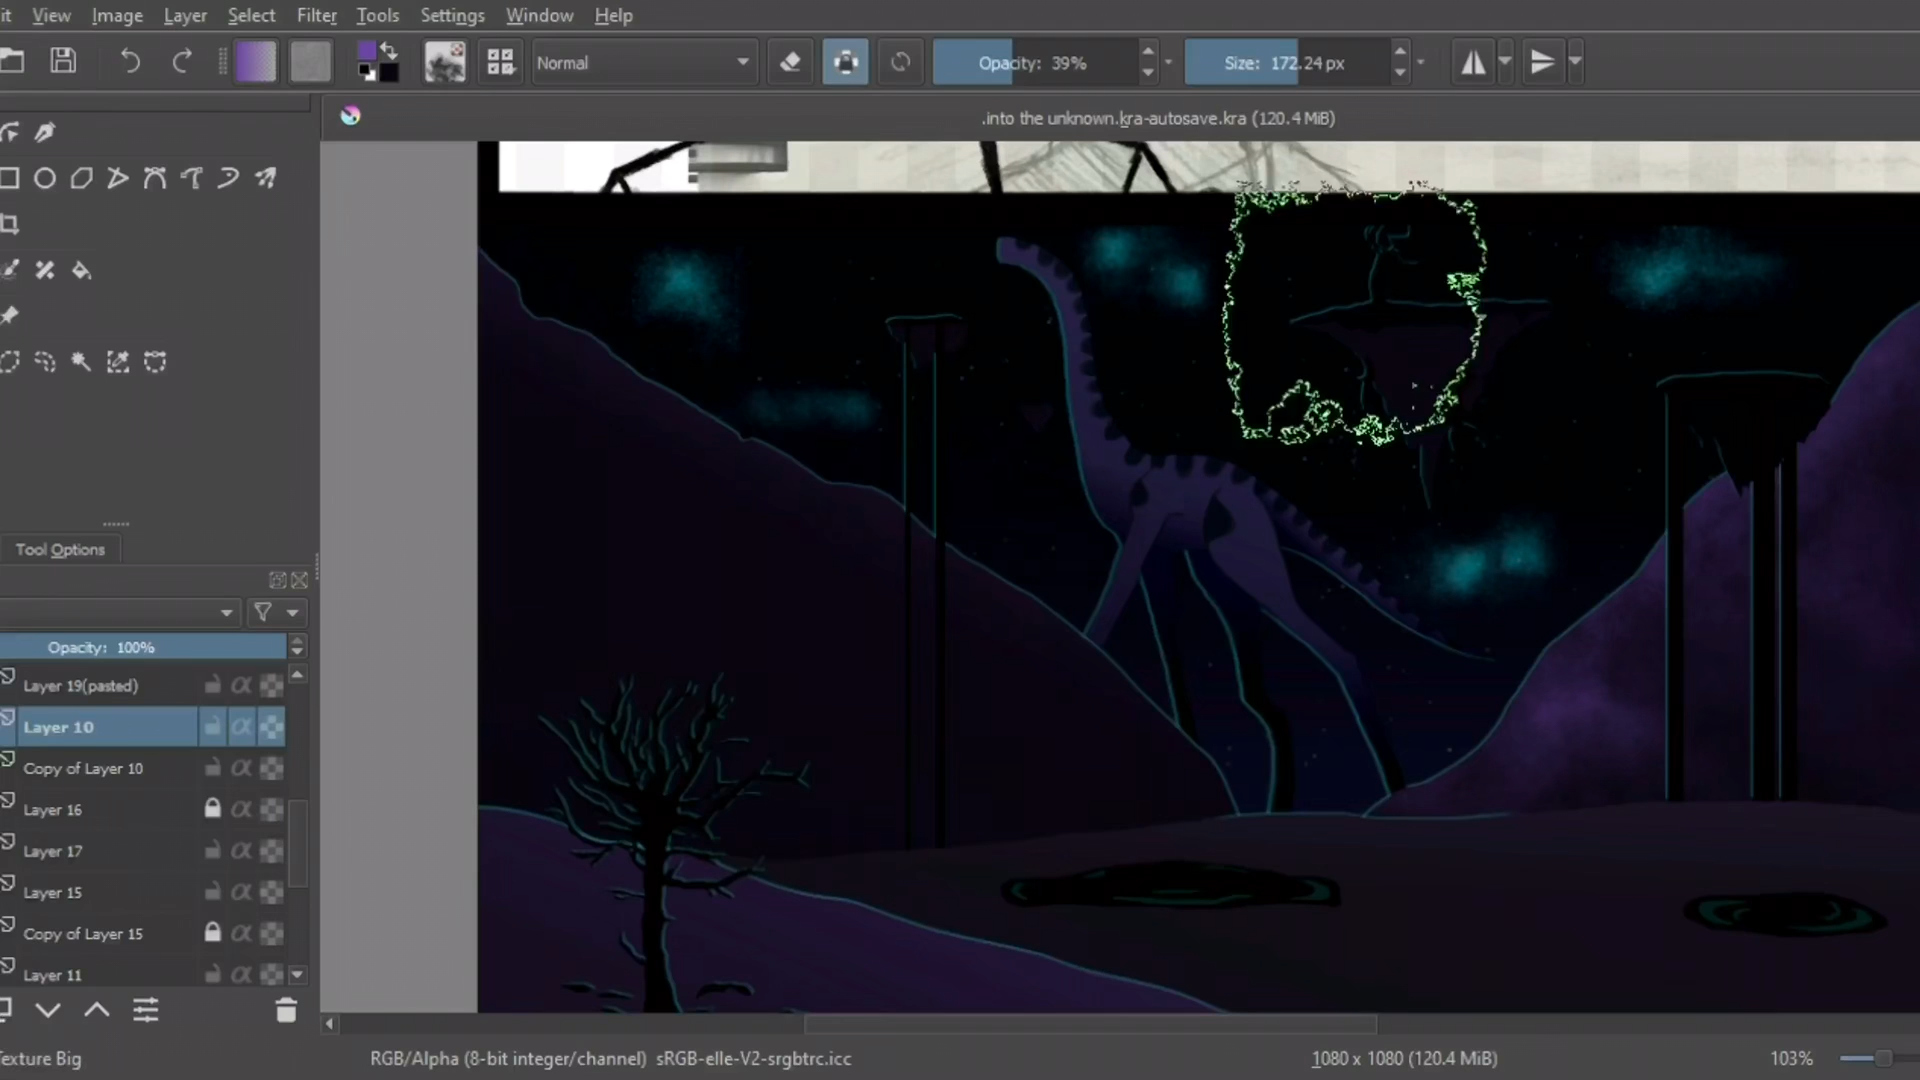 it View Image Layer Select Filter Tools Settings Window Help
Normal Opacity: 39% Size: 172.24 px
.into the unknown.kra-autosave.kra (120.4 MiB)
Tool Options
Opacity: 100%
Layer 19(pasted)
Layer 10
Copy of Layer 10
Layer 16
Layer 17
Layer 15
Copy of Layer 15
Layer 11
Texture Big RGB/Alpha (8-bit integer/channel) sRGB-elle-V2-srgbtrc.icc 1080 x 1080 (120.4 MiB) 103%